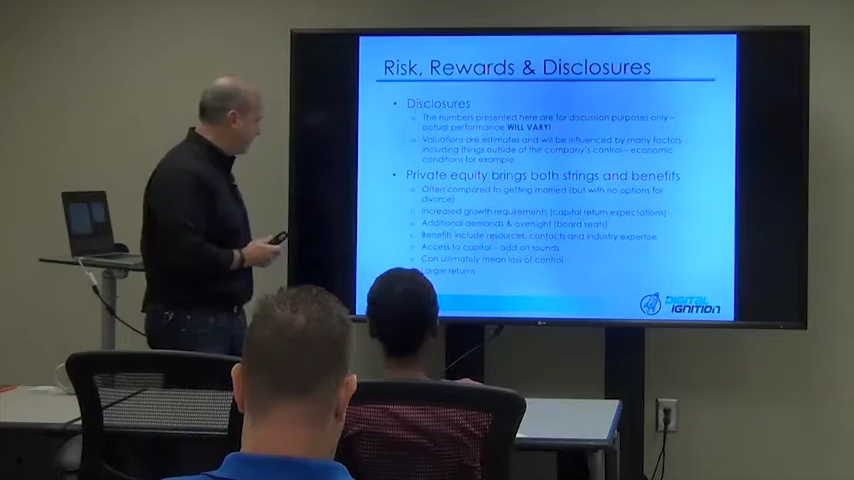 Risk, Rewards & Disclosures
• Disclosures
○ The numbers presented here are for discussion purposes only –
actual performance WILL VARY!
○ Valuations are estimates and will be influenced by many factors
including things outside of the company's control – economic
conditions for example
• Private equity brings both strings and benefits
○ Often compared to getting married (but with no options for
divorce)
○ Increased growth requirements (capital return expectations)
○ Additional demands & oversight (board seats)
○ Benefits include resources, contacts and industry expertise
○ Access to capital – add on rounds
○ Can ultimately mean loss of control
○ Larger returns
DIGITAL
IGNITION
LG